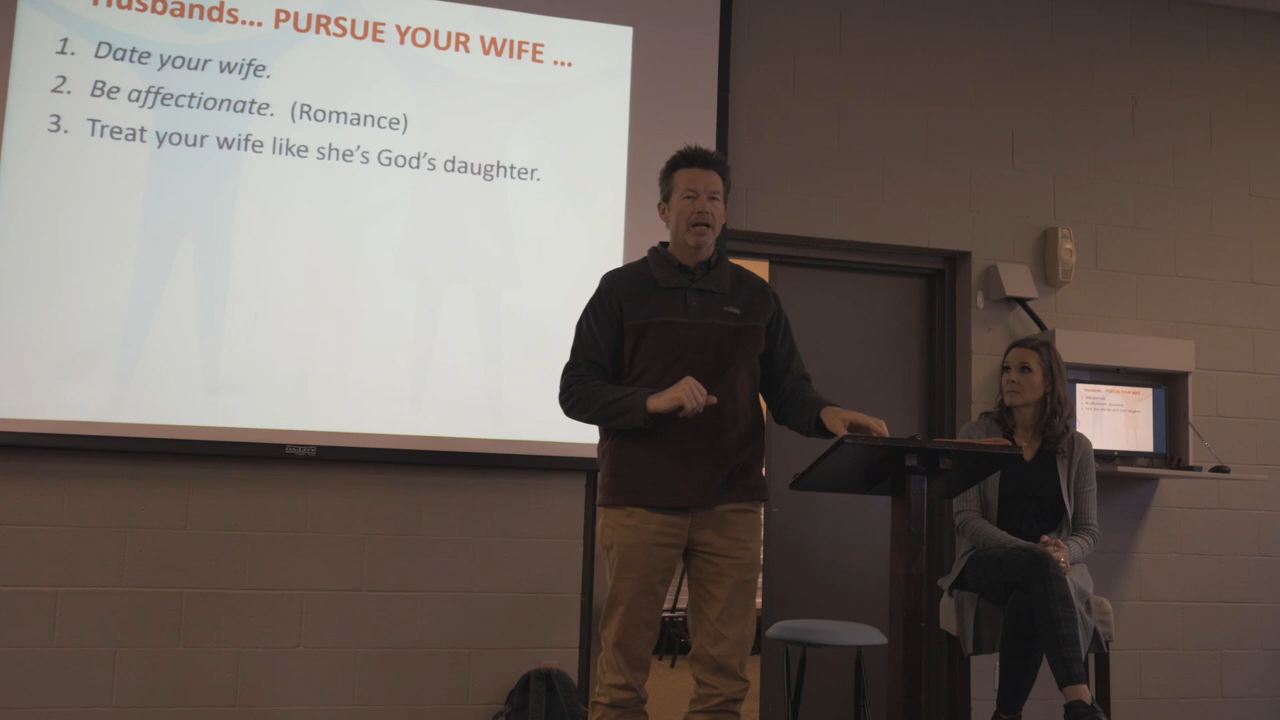 Husbands... PURSUE YOUR WIFE ...
1. Date your wife.
2. Be affectionate. (Romance)
3. Treat your wife like she's God's daughter.